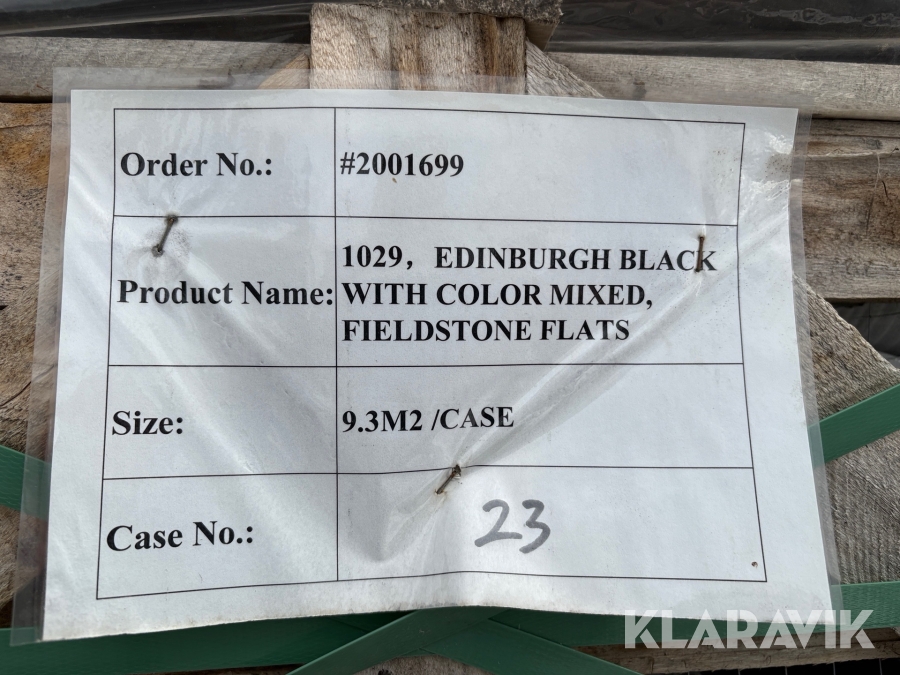 Order No.: #2001699
Product Name: 1029， EDINBURGH BLACK
WITH COLOR MIXED,
FIELDSTONE FLATS
Size: 9.3M2 /CASE
Case No.: 23
KLARAVIK